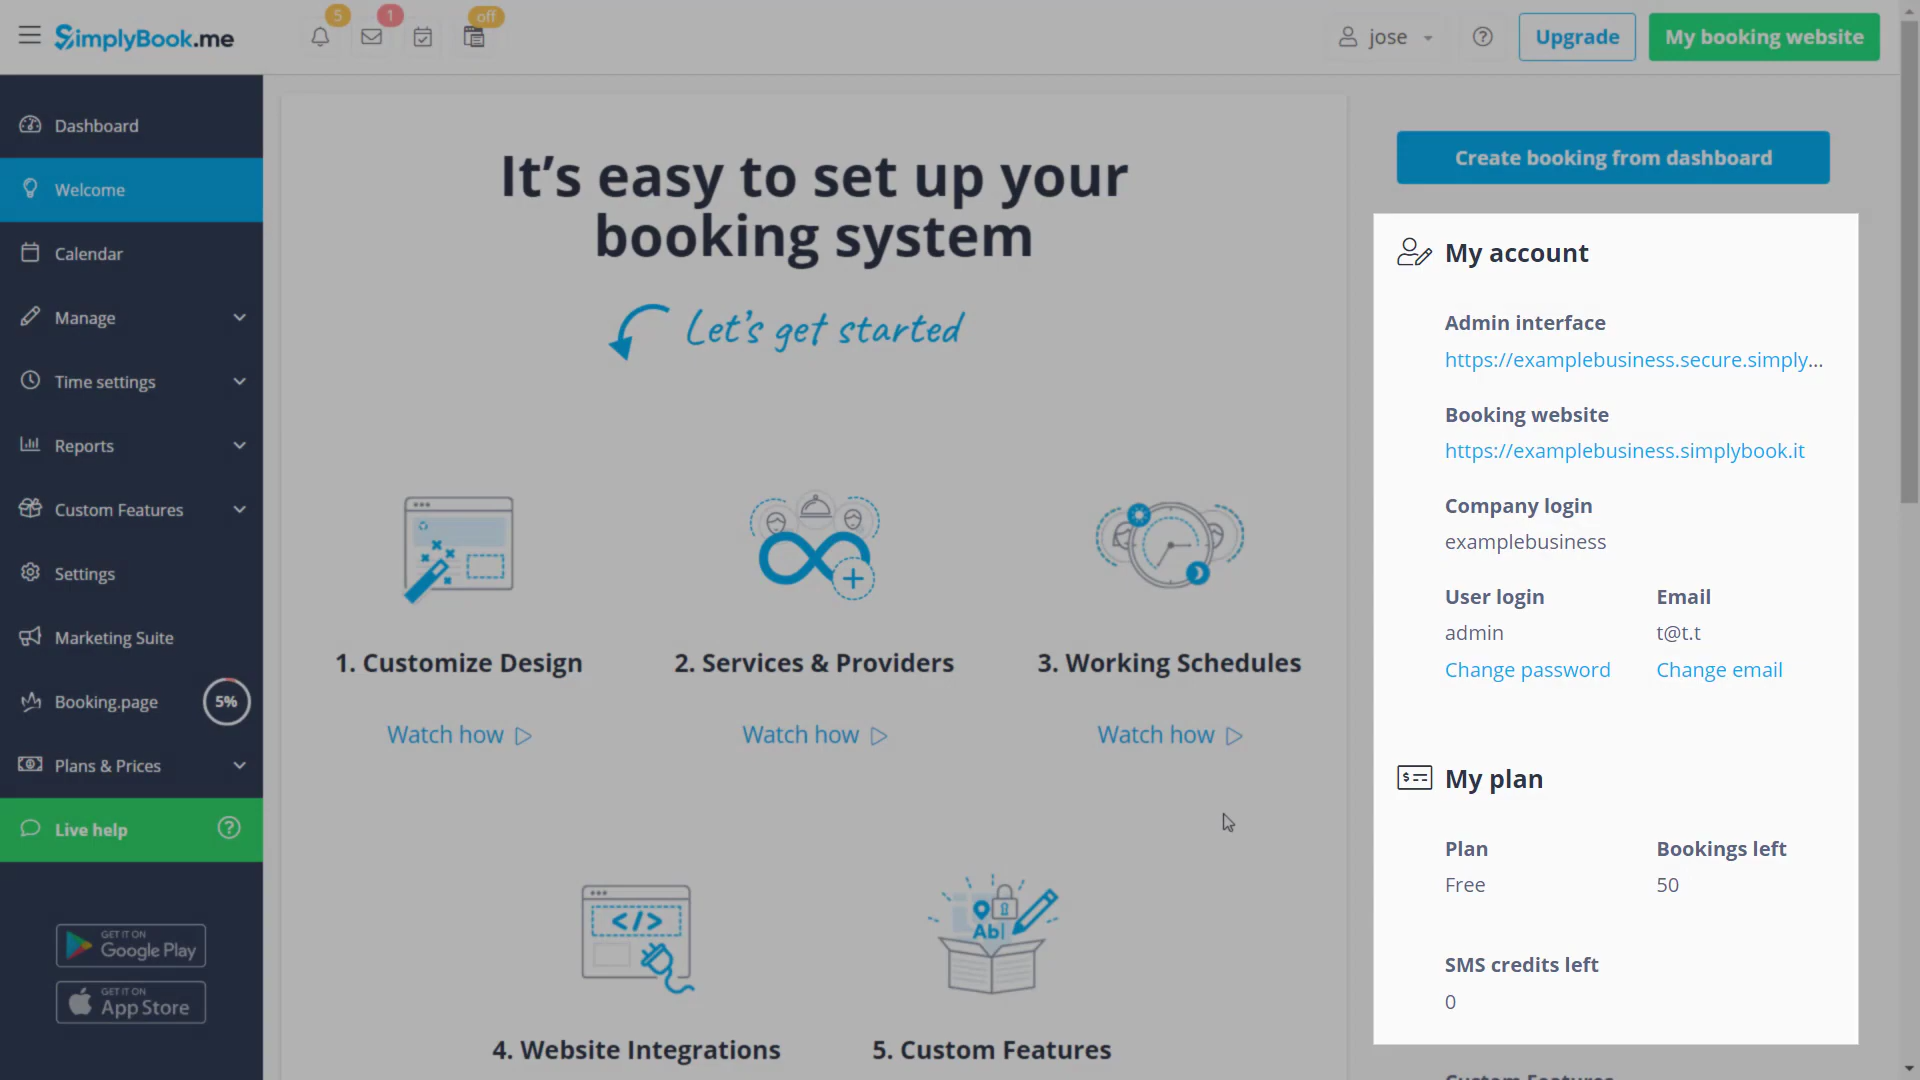 SimplyBook.me
5
1
off
jose
Upgrade
My booking website
Dashboard
Welcome
Calendar
Manage
Time settings
Reports
Custom Features
Settings
Marketing Suite
Booking.page
5%
Plans & Prices
Live help
GET IT ON
Google Play
GET IT ON
App Store
It’s easy to set up your
booking system
Let’s get started
1. Customize Design
Watch how
2. Services & Providers
Watch how
3. Working Schedules
Watch how
</>
4. Website Integrations
Ab|
5. Custom Features
Create booking from dashboard
My account
Admin interface
https://examplebusiness.secure.simply...
Booking website
https://examplebusiness.simplybook.it
Company login
examplebusiness
User login
Email
admin
t@t.t
Change password
Change email
My plan
Plan
Bookings left
Free
50
SMS credits left
0
Custom Features